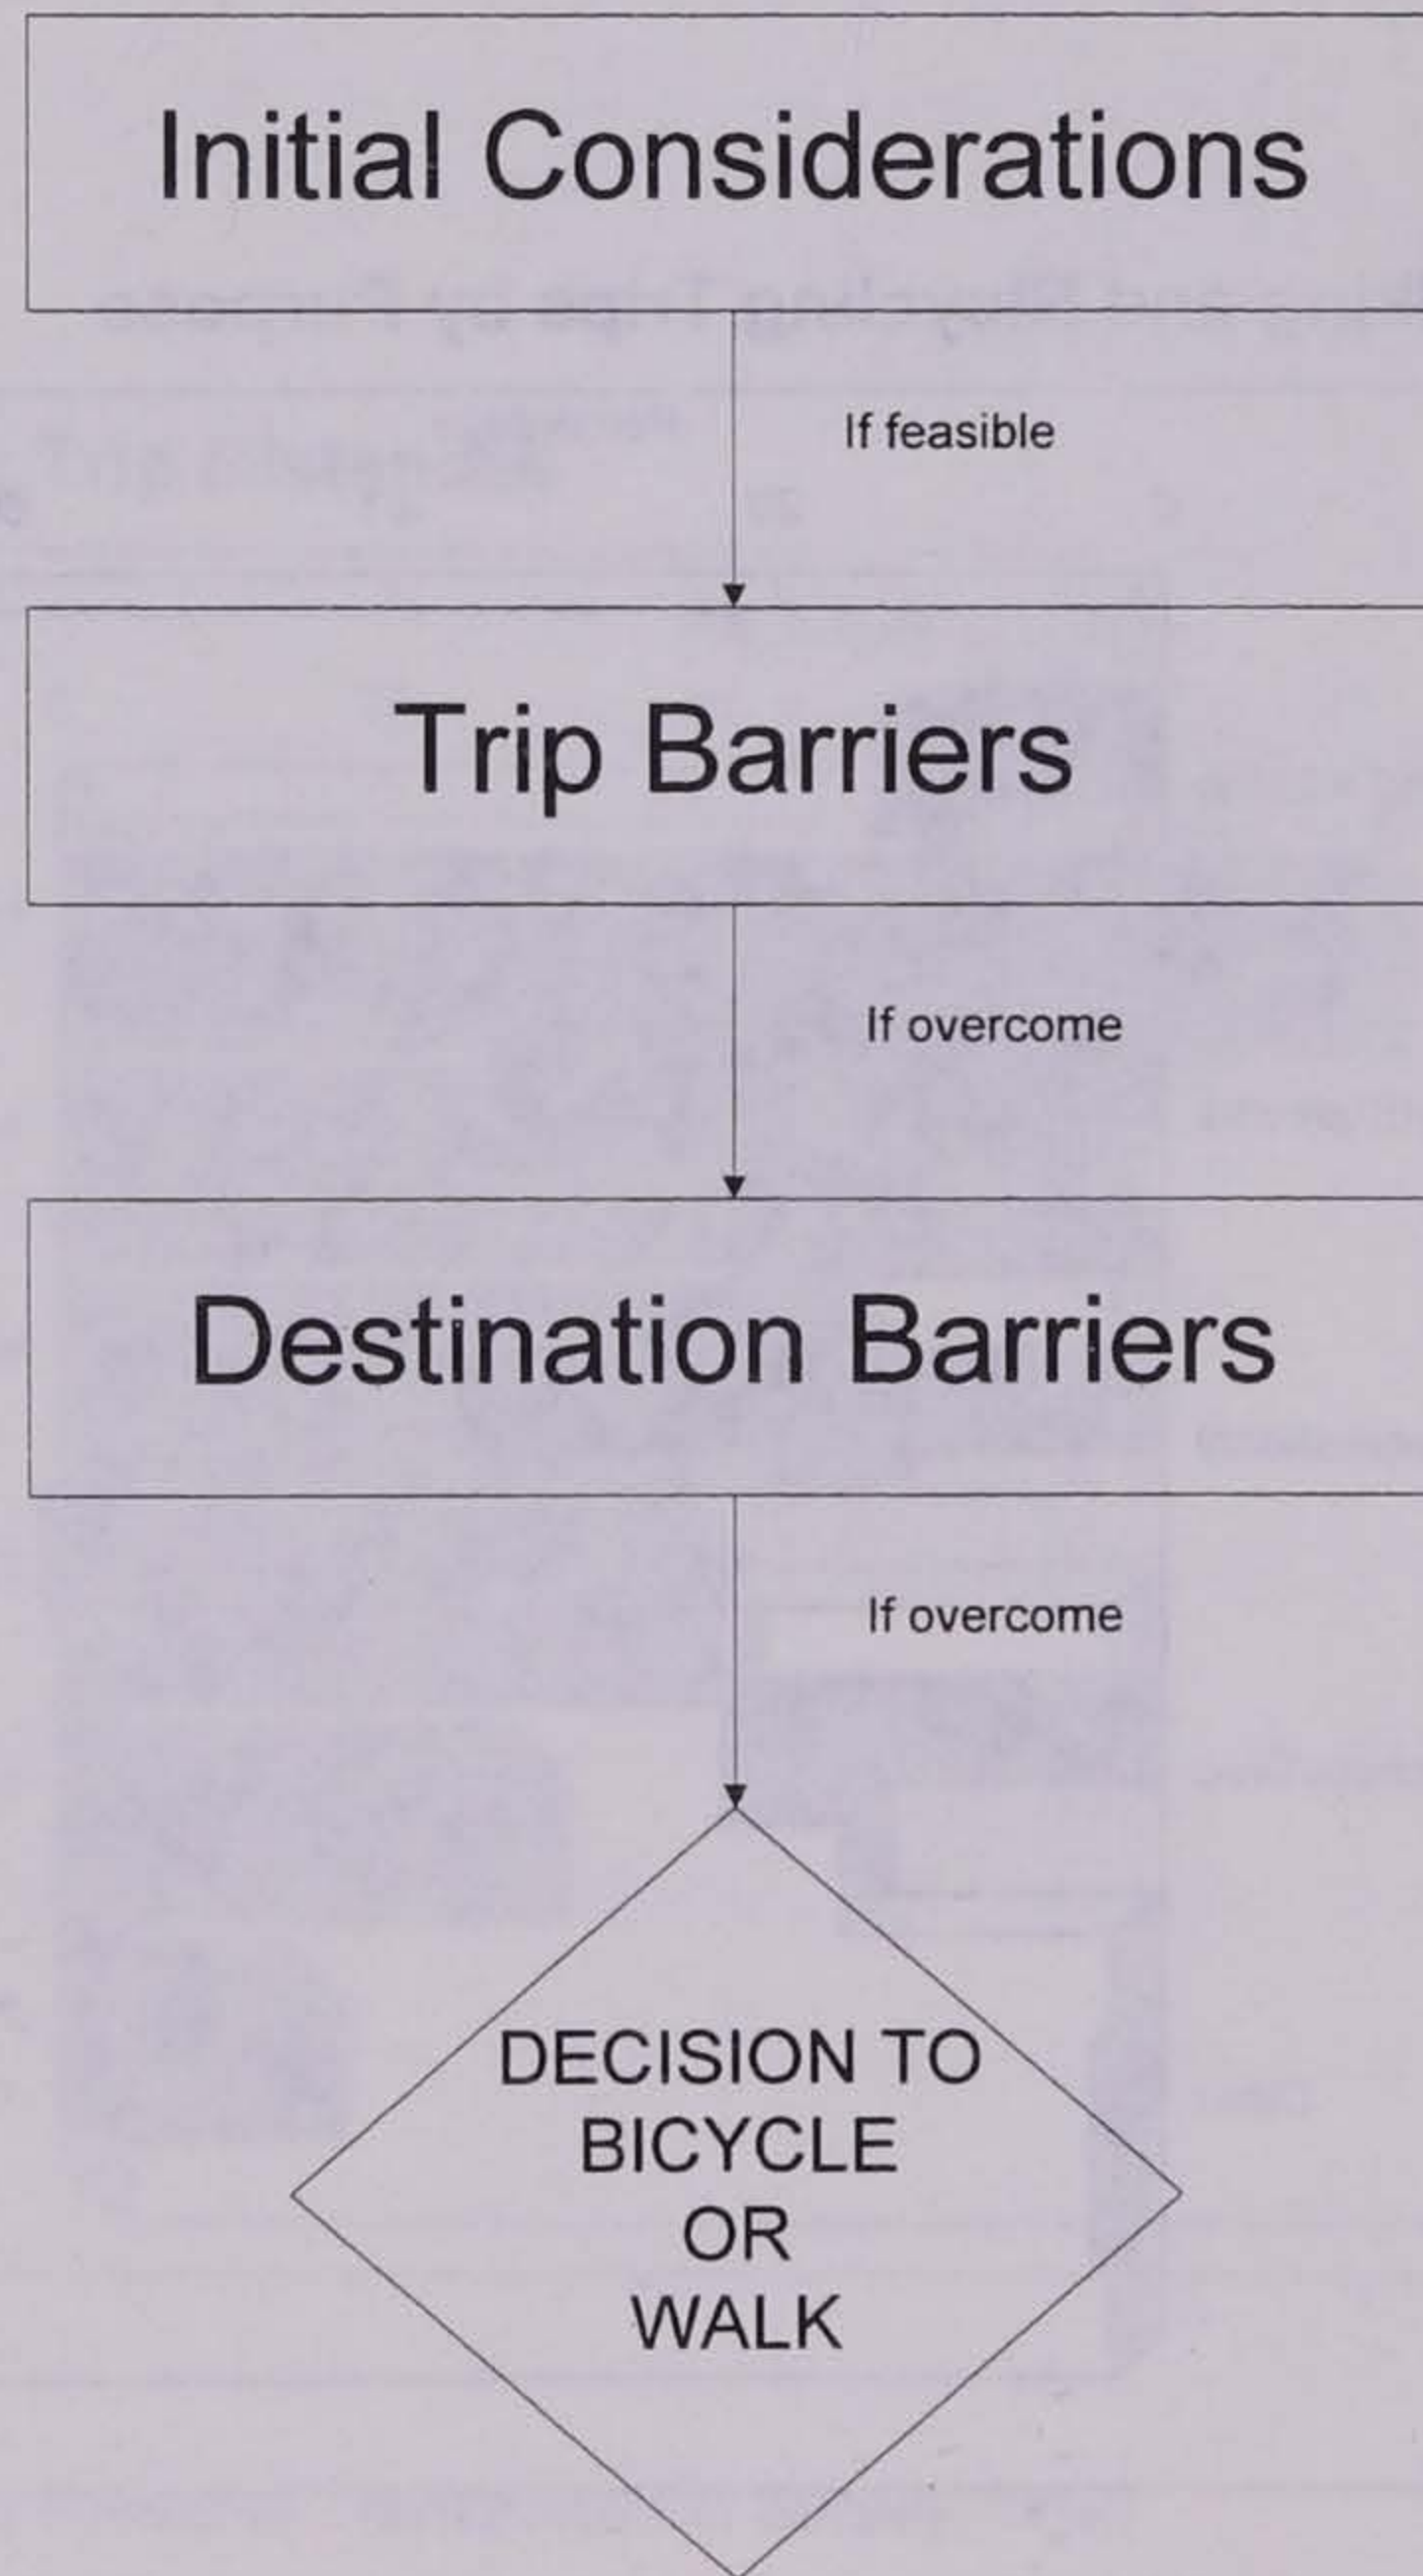 Initial Considerations
If feasible
Trip Barriers
If overcome
Destination Barriers
If overcome
DECISION TO
BICYCLE
OR
WALK